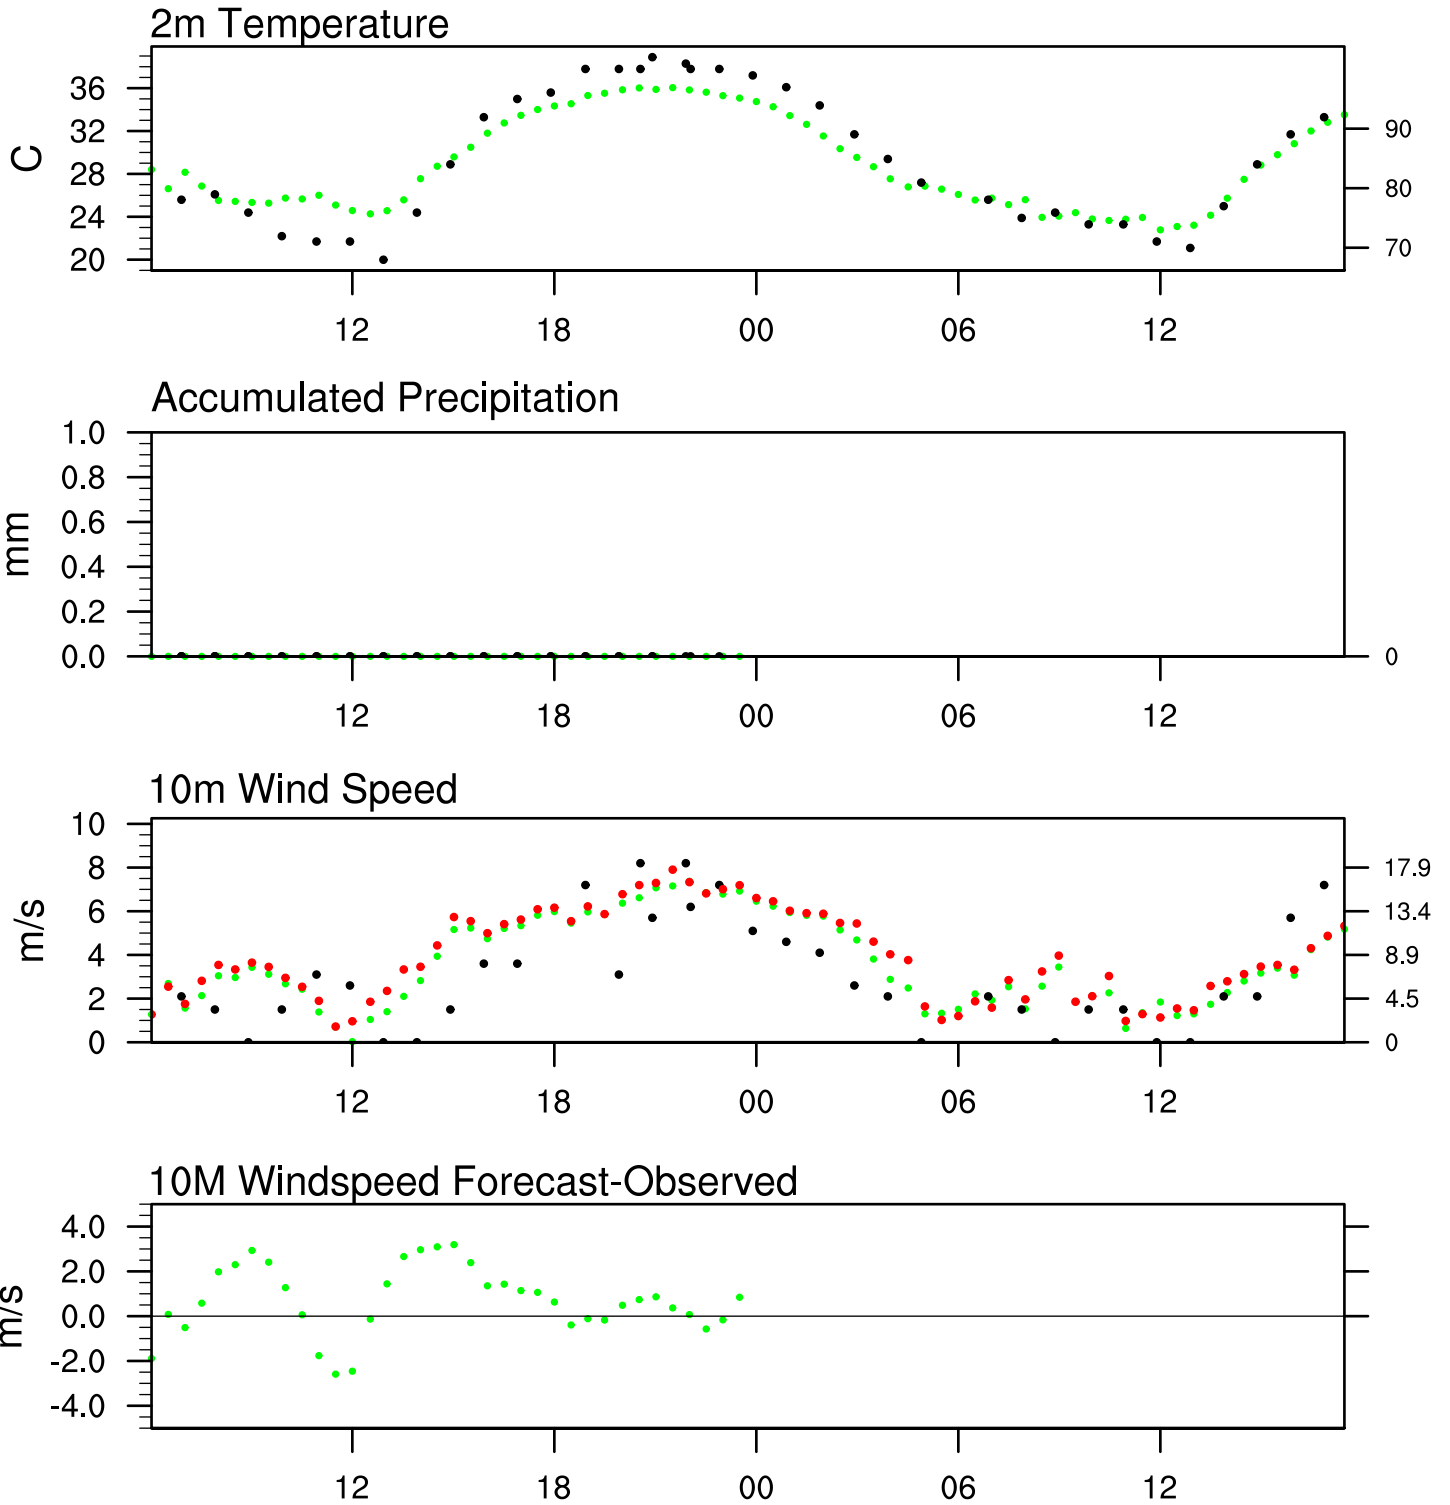 2m Temperature
C
36
32
28
24
20
90
80
70
12 18 00 06 12
Accumulated Precipitation
mm
1.0
0.8
0.6
0.4
0.2
0.0
0
12 18 00 06 12
10m Wind Speed
m/s
10
8
6
4
2
0
17.9
13.4
8.9
4.5
0
12 18 00 06 12
10M Windspeed Forecast-Observed
m/s
4.0
2.0
0.0
-2.0
-4.0
12 18 00 06 12